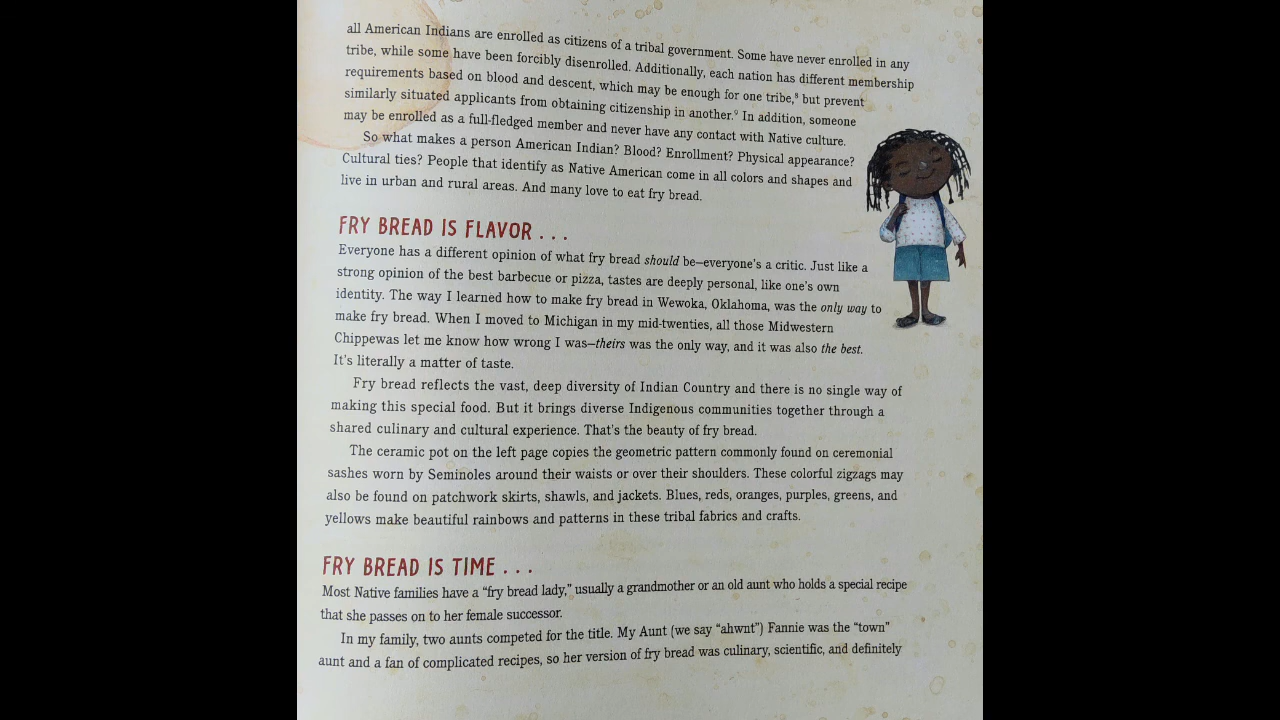 all American Indians are enrolled as citizens of a tribal government. Some have never enrolled in any
tribe, while some have been forcibly disenrolled. Additionally, each nation has different membership
requirements based on blood and descent, which may be enough for one tribe,⁸ but prevent
similarly situated applicants from obtaining citizenship in another.⁹ In addition, someone
may be enrolled as a full-fledged member and never have any contact with Native culture.
So what makes a person American Indian? Blood? Enrollment? Physical appearance?
Cultural ties? People that identify as Native American come in all colors and shapes and
live in urban and rural areas. And many love to eat fry bread.
FRY BREAD IS FLAVOR . . .
Everyone has a different opinion of what fry bread should be—everyone's a critic. Just like a
strong opinion of the best barbecue or pizza, tastes are deeply personal, like one's own
identity. The way I learned how to make fry bread in Wewoka, Oklahoma, was the only way to
make fry bread. When I moved to Michigan in my mid-twenties, all those Midwestern
Chippewas let me know how wrong I was—theirs was the only way, and it was also the best.
It's literally a matter of taste.
Fry bread reflects the vast, deep diversity of Indian Country and there is no single way of
making this special food. But it brings diverse Indigenous communities together through a
shared culinary and cultural experience. That's the beauty of fry bread.
The ceramic pot on the left page copies the geometric pattern commonly found on ceremonial
sashes worn by Seminoles around their waists or over their shoulders. These colorful zigzags may
also be found on patchwork skirts, shawls, and jackets. Blues, reds, oranges, purples, greens, and
yellows make beautiful rainbows and patterns in these tribal fabrics and crafts.
FRY BREAD IS TIME . . .
Most Native families have a "fry bread lady," usually a grandmother or an old aunt who holds a special recipe
that she passes on to her female successor.
In my family, two aunts competed for the title. My Aunt (we say "ahwnt") Fannie was the "town"
aunt and a fan of complicated recipes, so her version of fry bread was culinary, scientific, and definitely